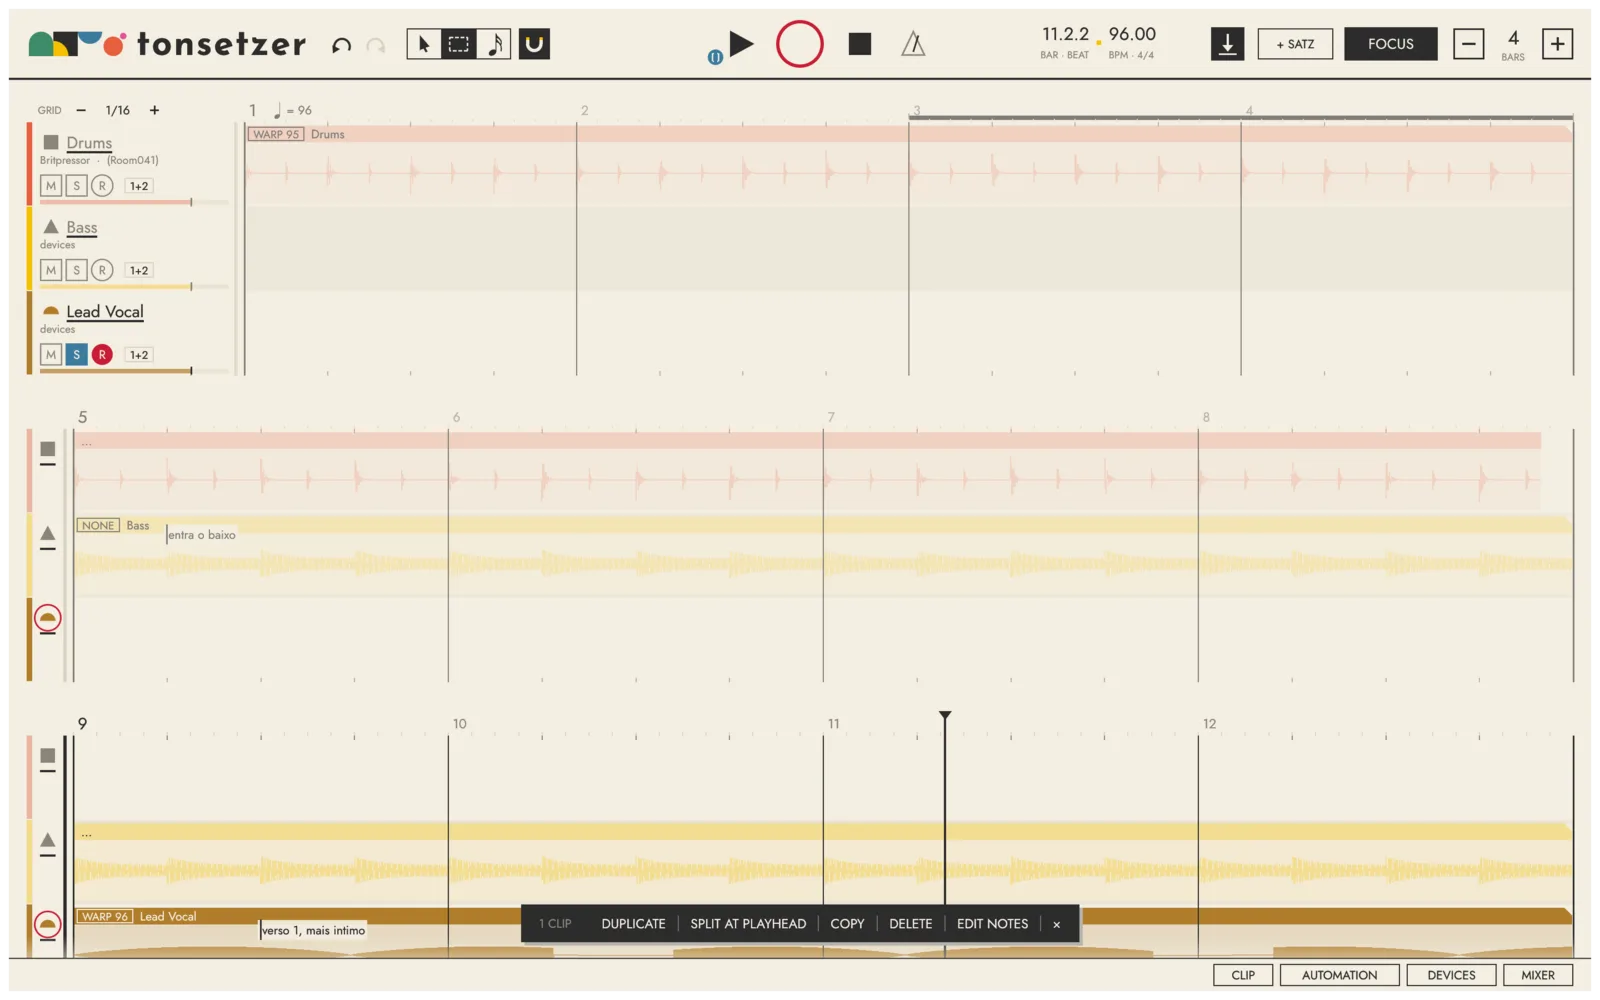 tonsetzer
11.2.2 96.00
BAR · BEAT BPM · 4/4
+ SATZ
FOCUS
4
BARS
GRID − 1/16 +
1 ♩ = 96 2 3 4
WARP 95 Drums
Drums
Britpressor · (Room041)
M S R 1+2
Bass
devices
M S R 1+2
Lead Vocal
devices
M S R 1+2
5 6 7 8
...
NONE Bass
entra o baixo
9 10 11 12
...
WARP 96 Lead Vocal
verso 1, mais intimo
1 CLIP DUPLICATE SPLIT AT PLAYHEAD COPY DELETE EDIT NOTES ×
CLIP AUTOMATION DEVICES MIXER